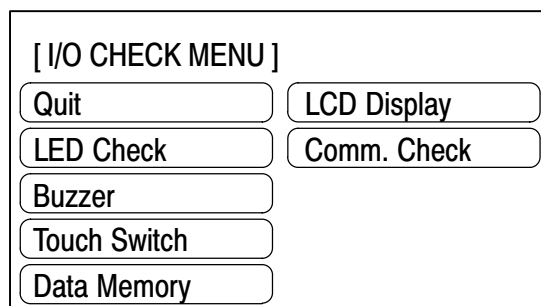 [ I/O CHECK MENU ]
Quit
LCD Display
LED Check
Comm. Check
Buzzer
Touch Switch
Data Memory